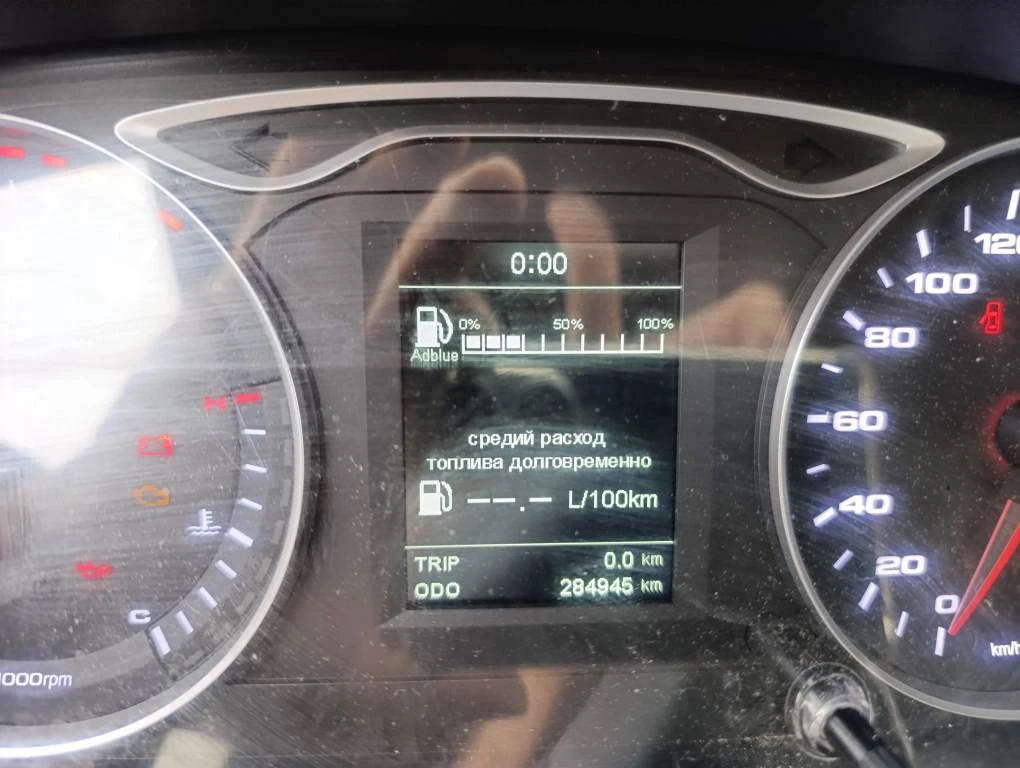 0:00
0% 50% 100%
Adblue
средий расход
топлива долговременно
--.- L/100km
TRIP 0.0 km
ODO 284945 km
C
000rpm
120
100
80
60
40
20
0
km/h